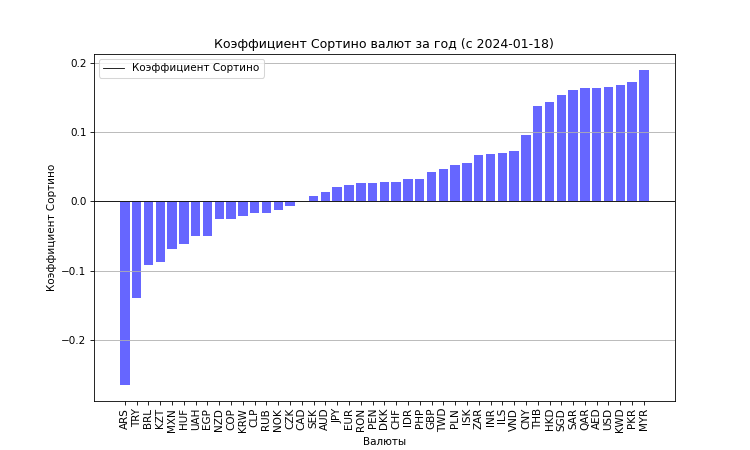 Коэффициент Сортино валют за год (с 2024-01-18)
Коэффициент Сортино
0.2
0.1
0.0
−0.1
−0.2
Коэффициент Сортино
ARS
TRY
BRL
KZT
MXN
HUF
UAH
EGP
NZD
COP
KRW
CLP
RUB
NOK
CZK
CAD
SEK
AUD
JPY
EUR
RON
PEN
DKK
CHF
IDR
PHP
GBP
TWD
PLN
ISK
ZAR
INR
ILS
VND
CNY
THB
HKD
SGD
SAR
QAR
AED
USD
KWD
PKR
MYR
Валюты